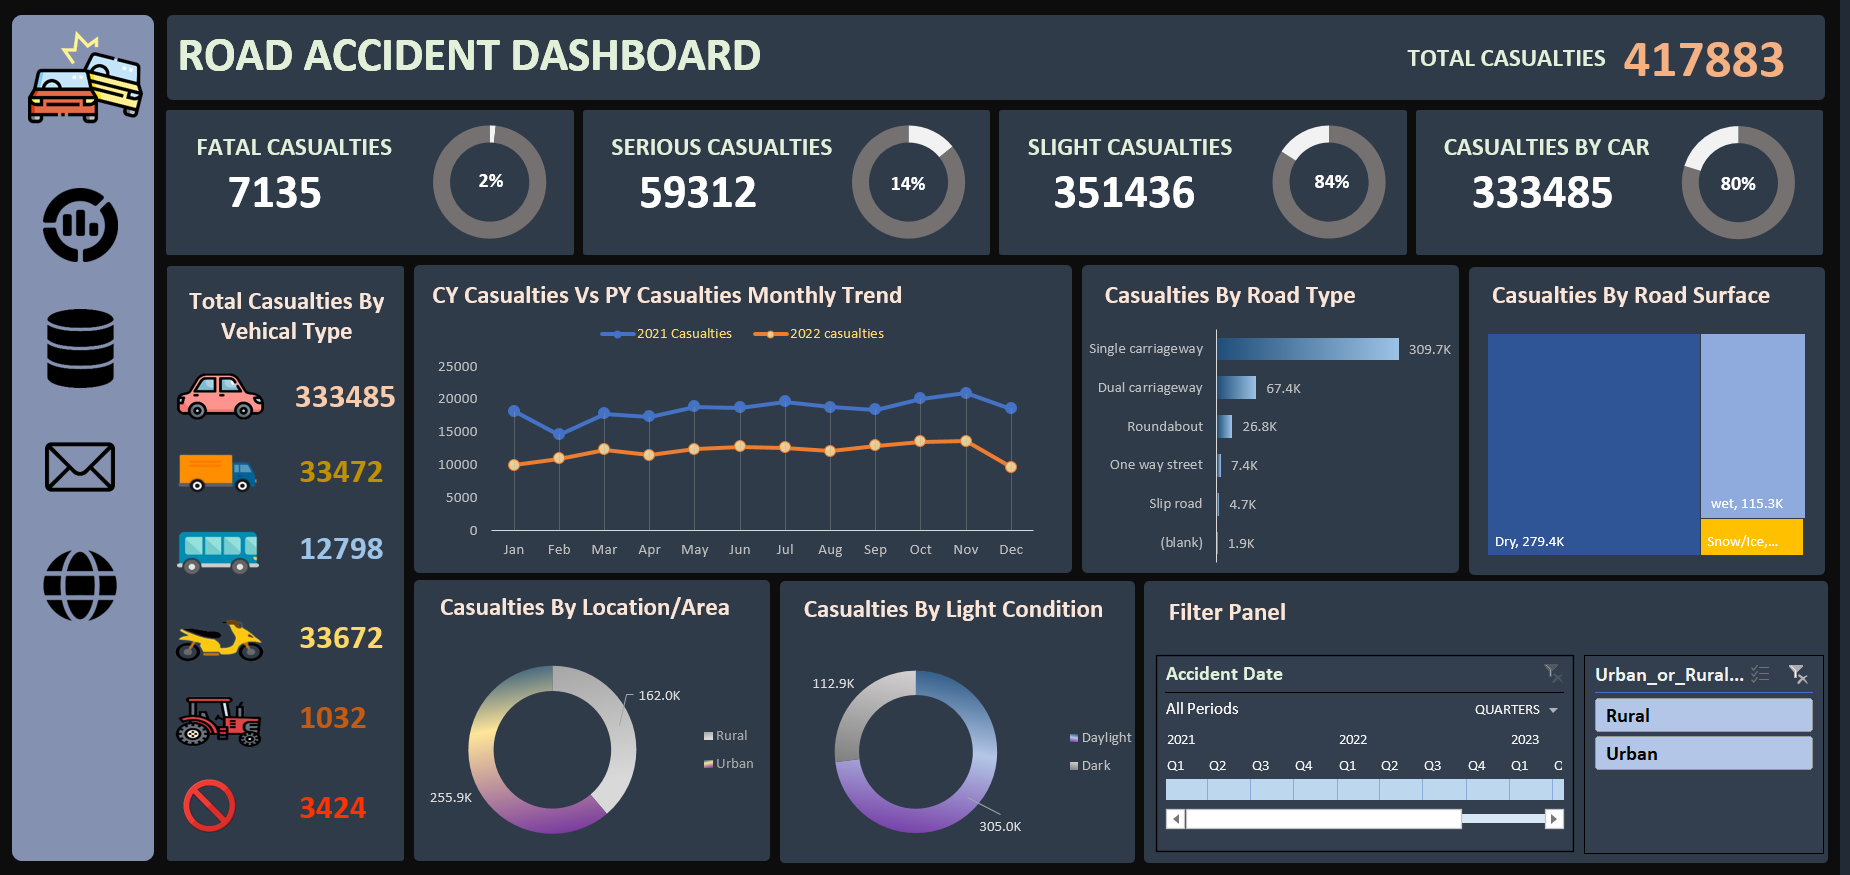 ROAD ACCIDENT DASHBOARD
TOTAL CASUALTIES 417883
FATAL CASUALTIES
7135
2%
SERIOUS CASUALTIES
59312
14%
SLIGHT CASUALTIES
351436
84%
CASUALTIES BY CAR
333485
80%
Total Casualties By
Vehical Type
333485
33472
12798
33672
1032
3424
CY Casualties Vs PY Casualties Monthly Trend
2021 Casualties
2022 casualties
25000
20000
15000
10000
5000
0
Jan Feb Mar Apr May Jun Jul Aug Sep Oct Nov Dec
Casualties By Road Type
Single carriageway 309.7K
Dual carriageway 67.4K
Roundabout 26.8K
One way street 7.4K
Slip road 4.7K
(blank) 1.9K
Casualties By Road Surface
Dry, 279.4K
wet, 115.3K
Snow/Ice,...
Casualties By Location/Area
162.0K
255.9K
Rural
Urban
Casualties By Light Condition
112.9K
305.0K
Daylight
Dark
Filter Panel
Accident Date
All Periods
QUARTERS
2021 2022 2023
Q1 Q2 Q3 Q4 Q1 Q2 Q3 Q4 Q1
Urban_or_Rural...
Rural
Urban